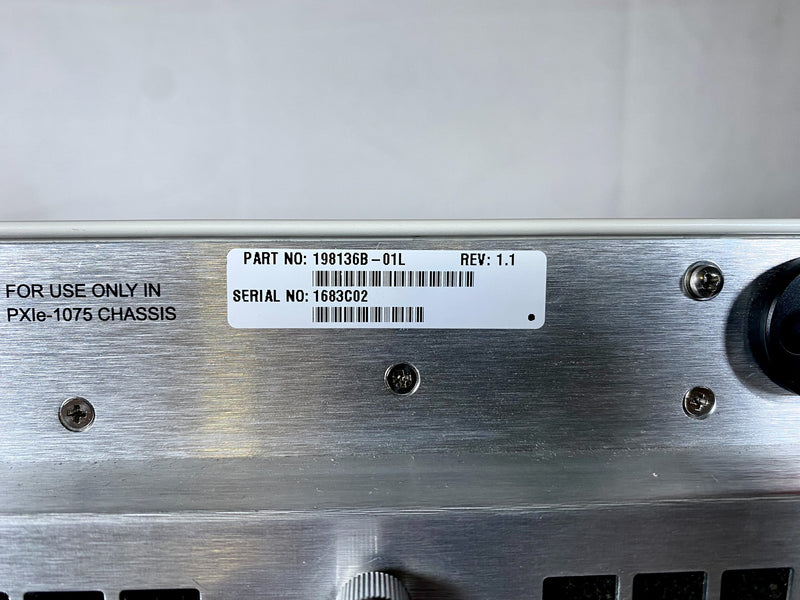 PART NO: 198136B-01L REV: 1.1
SERIAL NO: 1683C02
FOR USE ONLY IN
PXIe-1075 CHASSIS